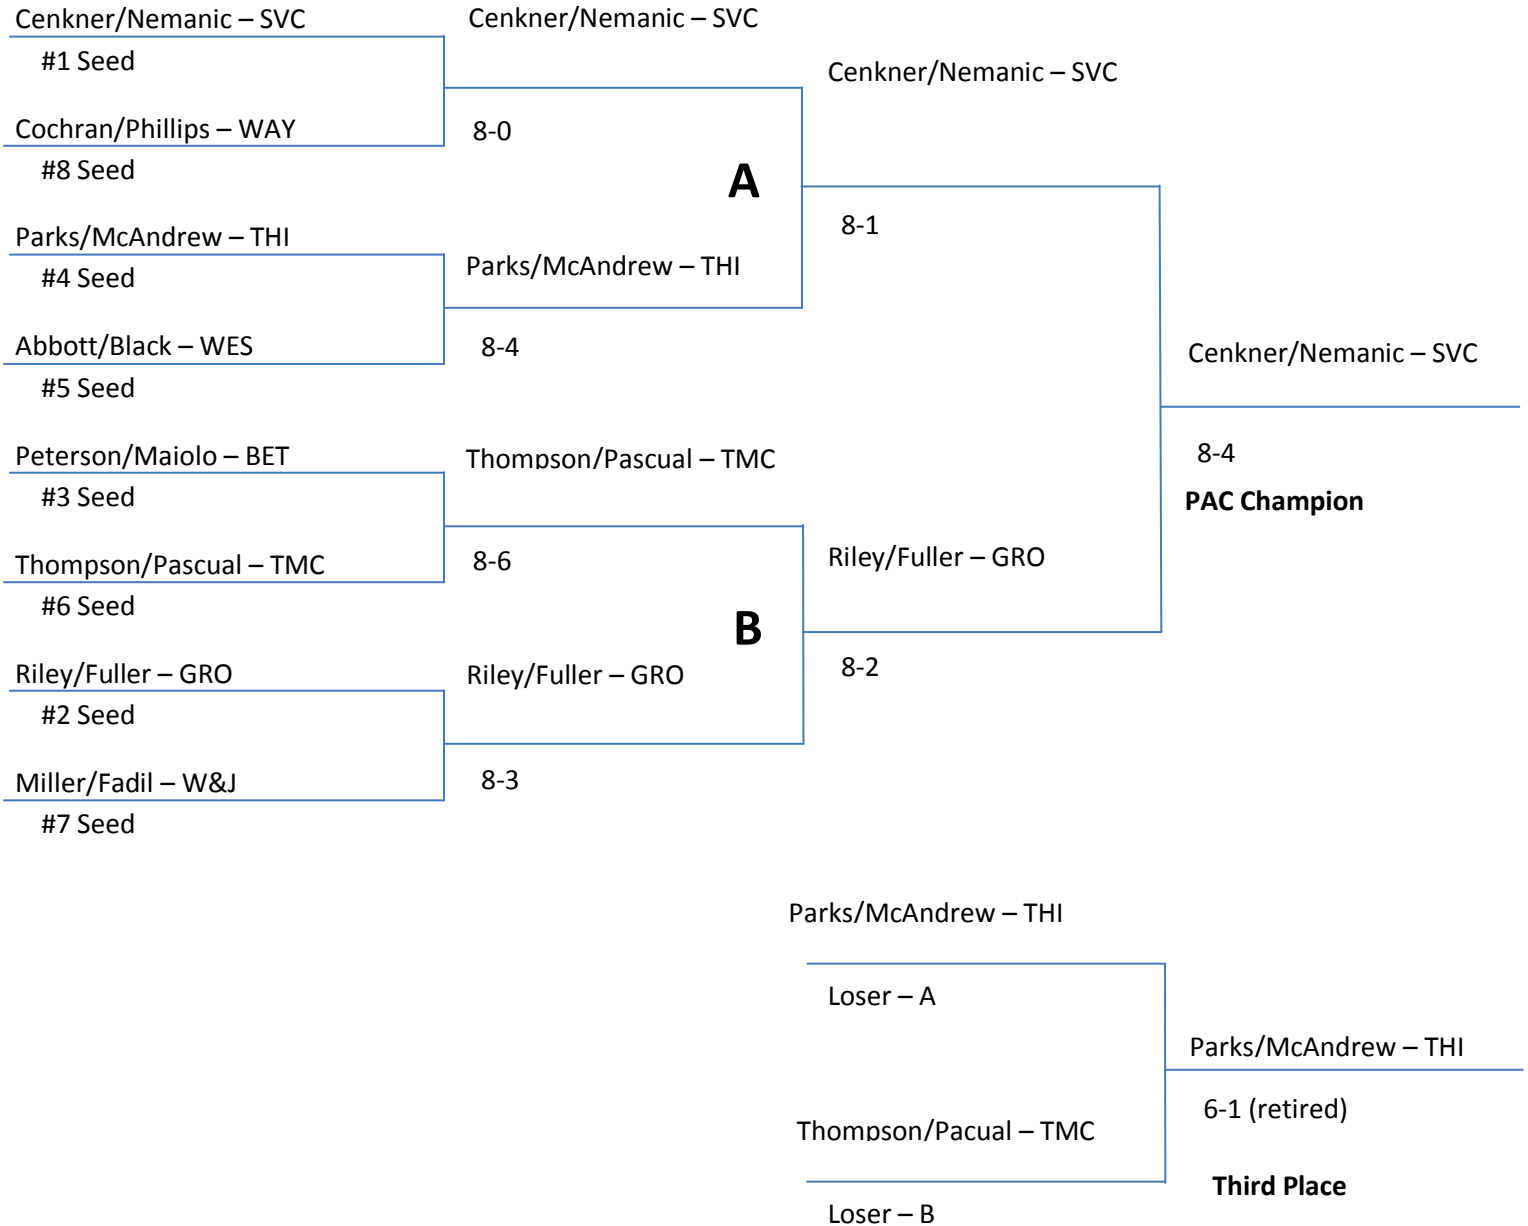 Cenkner/Nemanic – SVC
#1 Seed
Cochran/Phillips – WAY
#8 Seed
Parks/McAndrew – THI
#4 Seed
Abbott/Black – WES
#5 Seed
Peterson/Maiolo – BET
#3 Seed
Thompson/Pascual – TMC
#6 Seed
Riley/Fuller – GRO
#2 Seed
Miller/Fadil – W&J
#7 Seed
Cenkner/Nemanic – SVC
8-0
Parks/McAndrew – THI
8-4
Thompson/Pascual – TMC
8-6
Riley/Fuller – GRO
8-3
A
B
Cenkner/Nemanic – SVC
8-1
Riley/Fuller – GRO
8-2
Cenkner/Nemanic – SVC
8-4
PAC Champion
Parks/McAndrew – THI
Loser – A
Thompson/Pacual – TMC
Loser – B
Parks/McAndrew – THI
6-1 (retired)
Third Place